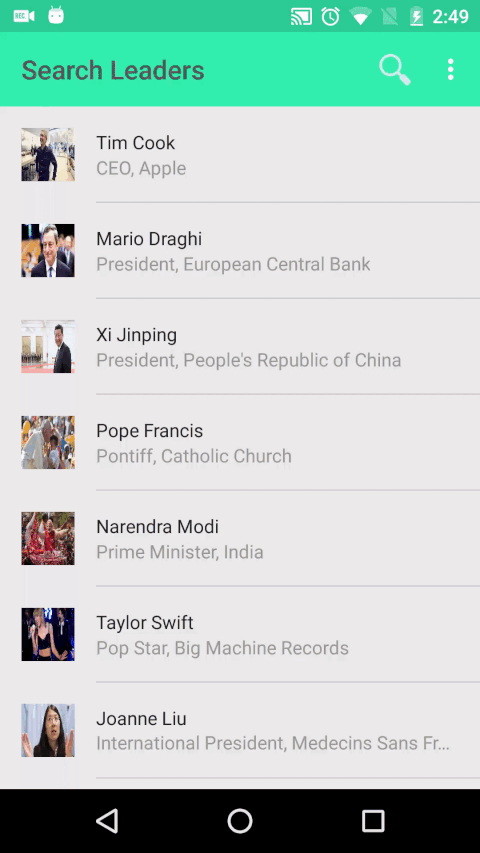 REC
2:49
Search Leaders
Tim Cook
CEO, Apple
Mario Draghi
President, European Central Bank
Xi Jinping
President, People's Republic of China
Pope Francis
Pontiff, Catholic Church
Narendra Modi
Prime Minister, India
Taylor Swift
Pop Star, Big Machine Records
Joanne Liu
International President, Medecins Sans Fr...